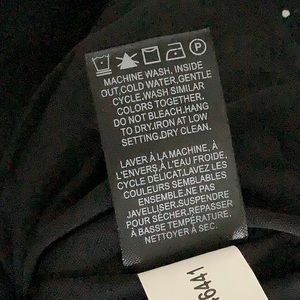 MACHINE WASH, INSIDE
OUT,COLD WATER,GENTLE
CYCLE,WASH SIMILAR
COLORS TOGETHER,
DO NOT BLEACH,HANG
TO DRY,IRON AT LOW
SETTING,DRY CLEAN.
LAVER À LA MACHINE, À
L'ENVERS,À L'EAU FROIDE,
CYCLE DÉLICAT,LAVEZ LES
COULEURS SEMBLABLES
ENSEMBLE,NE PAS
JAVELLISER,SUSPENDRE
POUR SÉCHER,REPASSER
À BASSE TEMPÉRATURE,
NETTOYER À SEC.
6441